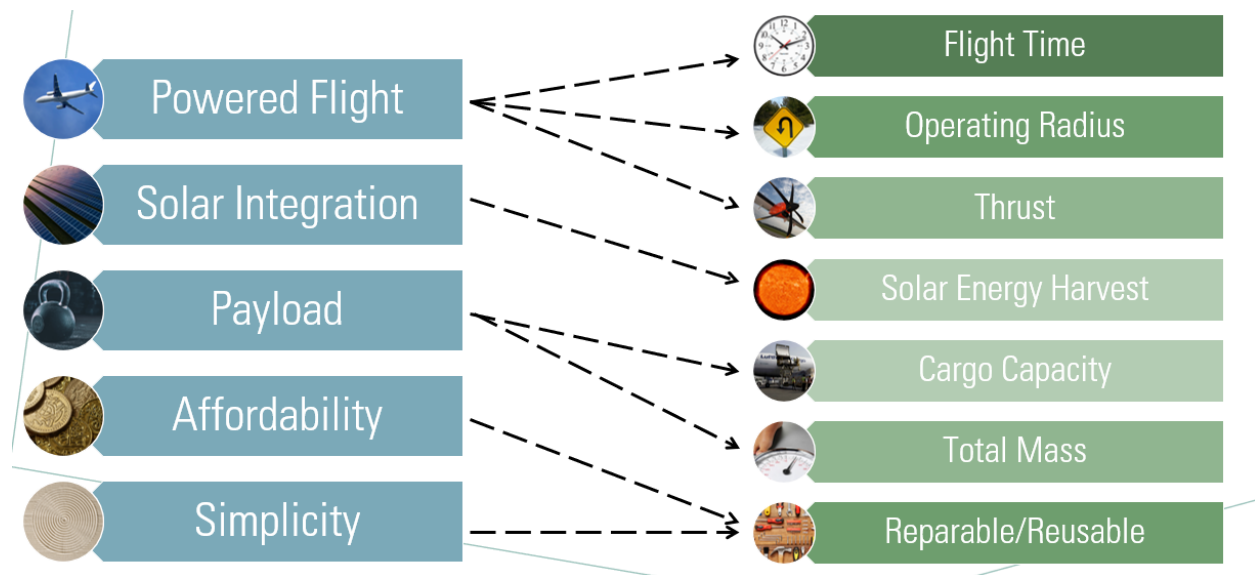 Powered Flight
Solar Integration
Payload
Affordability
Simplicity
Flight Time
Operating Radius
Thrust
Solar Energy Harvest
Cargo Capacity
Total Mass
Reparable/Reusable